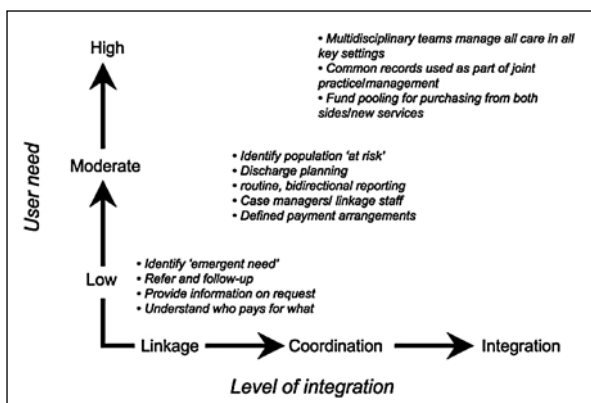 High
• Multidisciplinary teams manage all care in all
key settings
• Common records used as part of joint
practice/management
• Fund pooling for purchasing from both
sides/new services
User need
Moderate
• Identify population 'at risk'
• Discharge planning
• routine, bidirectional reporting
• Case managers/ linkage staff
• Defined payment arrangements
Low
• Identify 'emergent need'
• Refer and follow-up
• Provide information on request
• Understand who pays for what
Linkage Coordination Integration
Level of integration